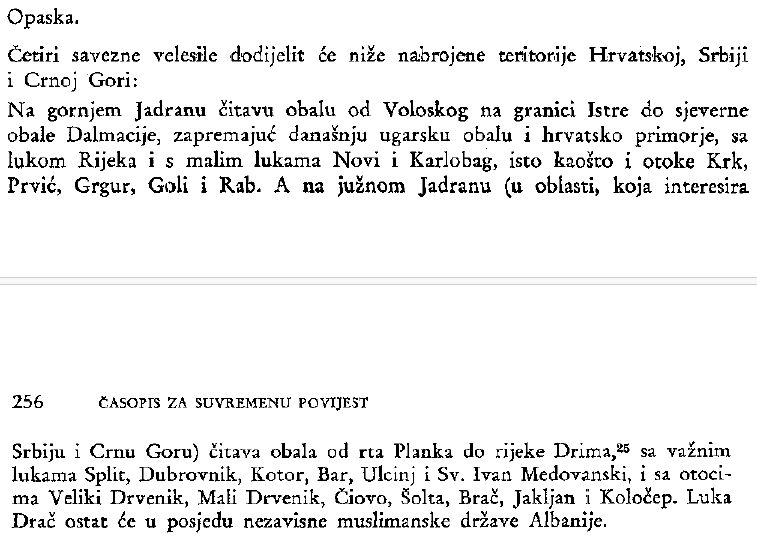 Opaska.
Četiri savezne velesile dodijelit će niže nabrojene teritorije Hrvatskoj, Srbiji
i Crnoj Gori:
Na gornjem Jadranu čitavu obalu od Voloskog na granici Istre do sjeverne
obale Dalmacije, zapremajuć današnju ugarsku obalu i hrvatsko primorje, sa
lukom Rijeka i s malim lukama Novi i Karlobag, isto kaošto i otoke Krk,
Prvić, Grgur, Goli i Rab. A na južnom Jadranu (u oblasti, koja interesira
256 ČASOPIS ZA SUVREMENU POVIJEST
Srbiju i Crnu Goru) čitava obala od rta Planka do rijeke Drima,²⁵ sa važnim
lukama Split, Dubrovnik, Kotor, Bar, Ulcinj i Sv. Ivan Medovanski, i sa otoci-
ma Veliki Drvenik, Mali Drvenik, Čiovo, Šolta, Brač, Jakljan i Koločep. Luka
Drač ostat će u posjedu nezavisne muslimanske države Albanije.